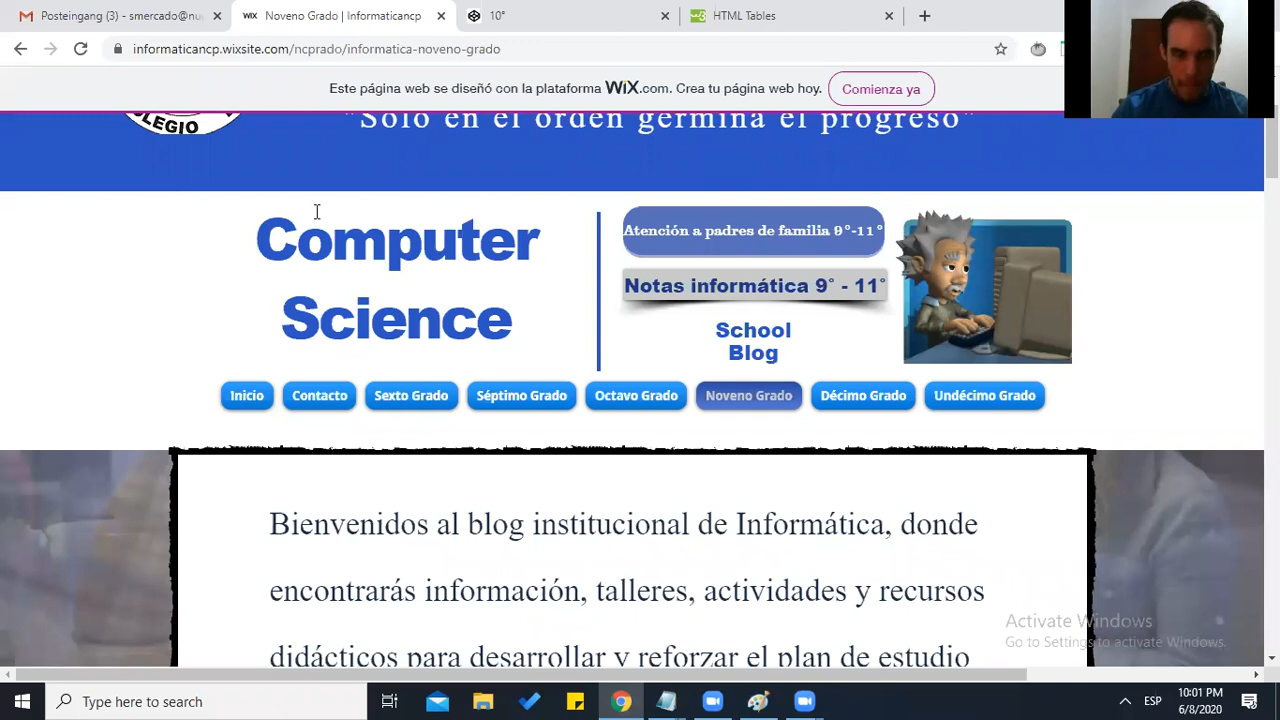 Posteingang (3) - smercado@nu
WIX Noveno Grado | Informaticancp
10°
HTML Tables
informaticancp.wixsite.com/ncprado/informatica-noveno-grado
Este página web se diseñó con la plataforma WiX.com. Crea tu página web hoy.
Comienza ya
OLEGIO
"Solo en el orden germina el progreso"
Computer
Science
Atención a padres de familia 9°-11°
Notas informática 9° - 11°
School
Blog
Inicio
Contacto
Sexto Grado
Séptimo Grado
Octavo Grado
Noveno Grado
Décimo Grado
Undécimo Grado
Bienvenidos al blog institucional de Informática, donde
encontrarás información, talleres, actividades y recursos
didácticos para desarrollar y reforzar el plan de estudio
Activate Windows
Go to Settings to activate Windows.
Type here to search
ESP
10:01 PM
6/8/2020